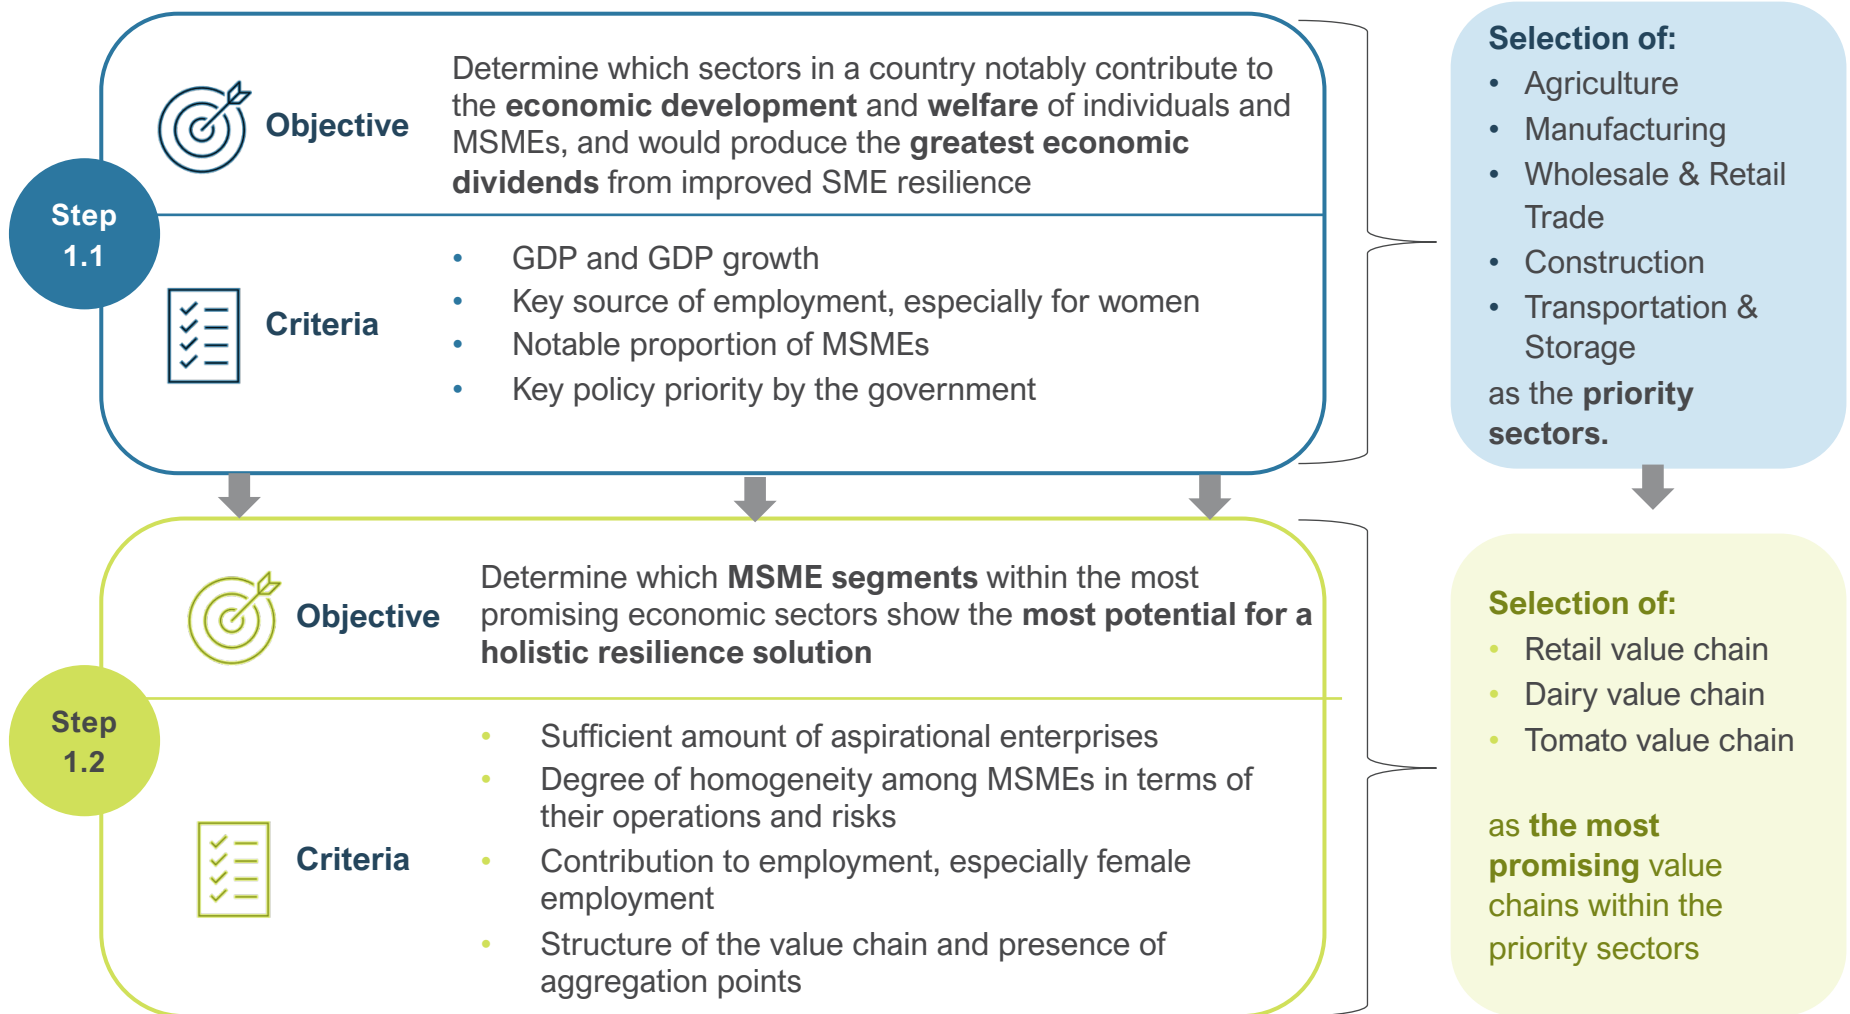 Step
1.1
Objective
Determine which sectors in a country notably contribute to
the economic development and welfare of individuals and
MSMEs, and would produce the greatest economic
dividends from improved SME resilience
Criteria
• GDP and GDP growth
• Key source of employment, especially for women
• Notable proportion of MSMEs
• Key policy priority by the government
Selection of:
• Agriculture
• Manufacturing
• Wholesale & Retail
Trade
• Construction
• Transportation &
Storage
as the priority
sectors.
Step
1.2
Objective
Determine which MSME segments within the most
promising economic sectors show the most potential for a
holistic resilience solution
Criteria
• Sufficient amount of aspirational enterprises
• Degree of homogeneity among MSMEs in terms of
their operations and risks
• Contribution to employment, especially female
employment
• Structure of the value chain and presence of
aggregation points
Selection of:
• Retail value chain
• Dairy value chain
• Tomato value chain
as the most
promising value
chains within the
priority sectors